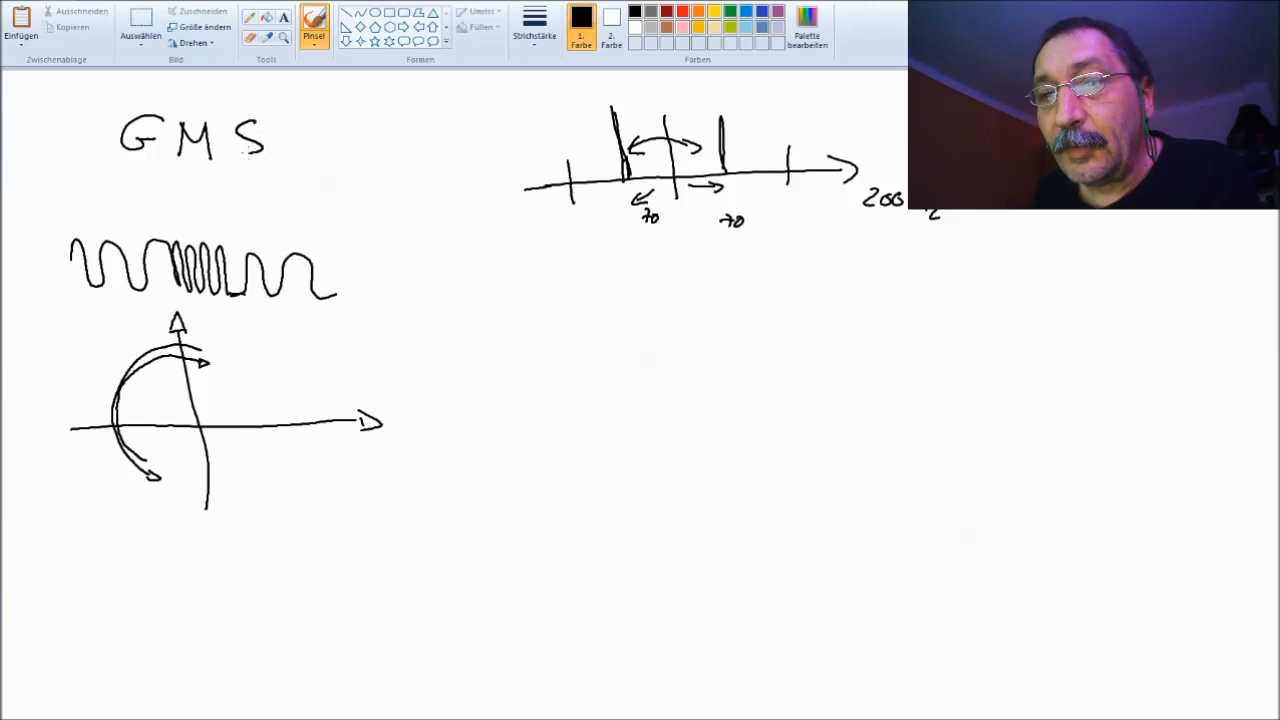 Einfügen
Ausschneiden
Kopieren
Zwischenablage
Auswählen
Zuschneiden
Größe ändern
Drehen
Bild
A
Tools
Pinsel
Formen
Umriss
Füllen
Strichstärke
1.
Farbe
2.
Farbe
Palette
bearbeiten
Farben
GMS
70
70
200